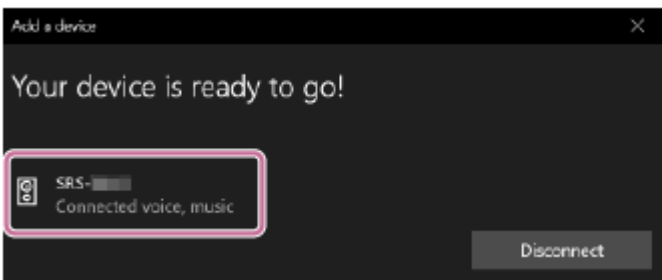 Add a device
Your device is ready to go!
SRS-
Connected voice, music
Disconnect